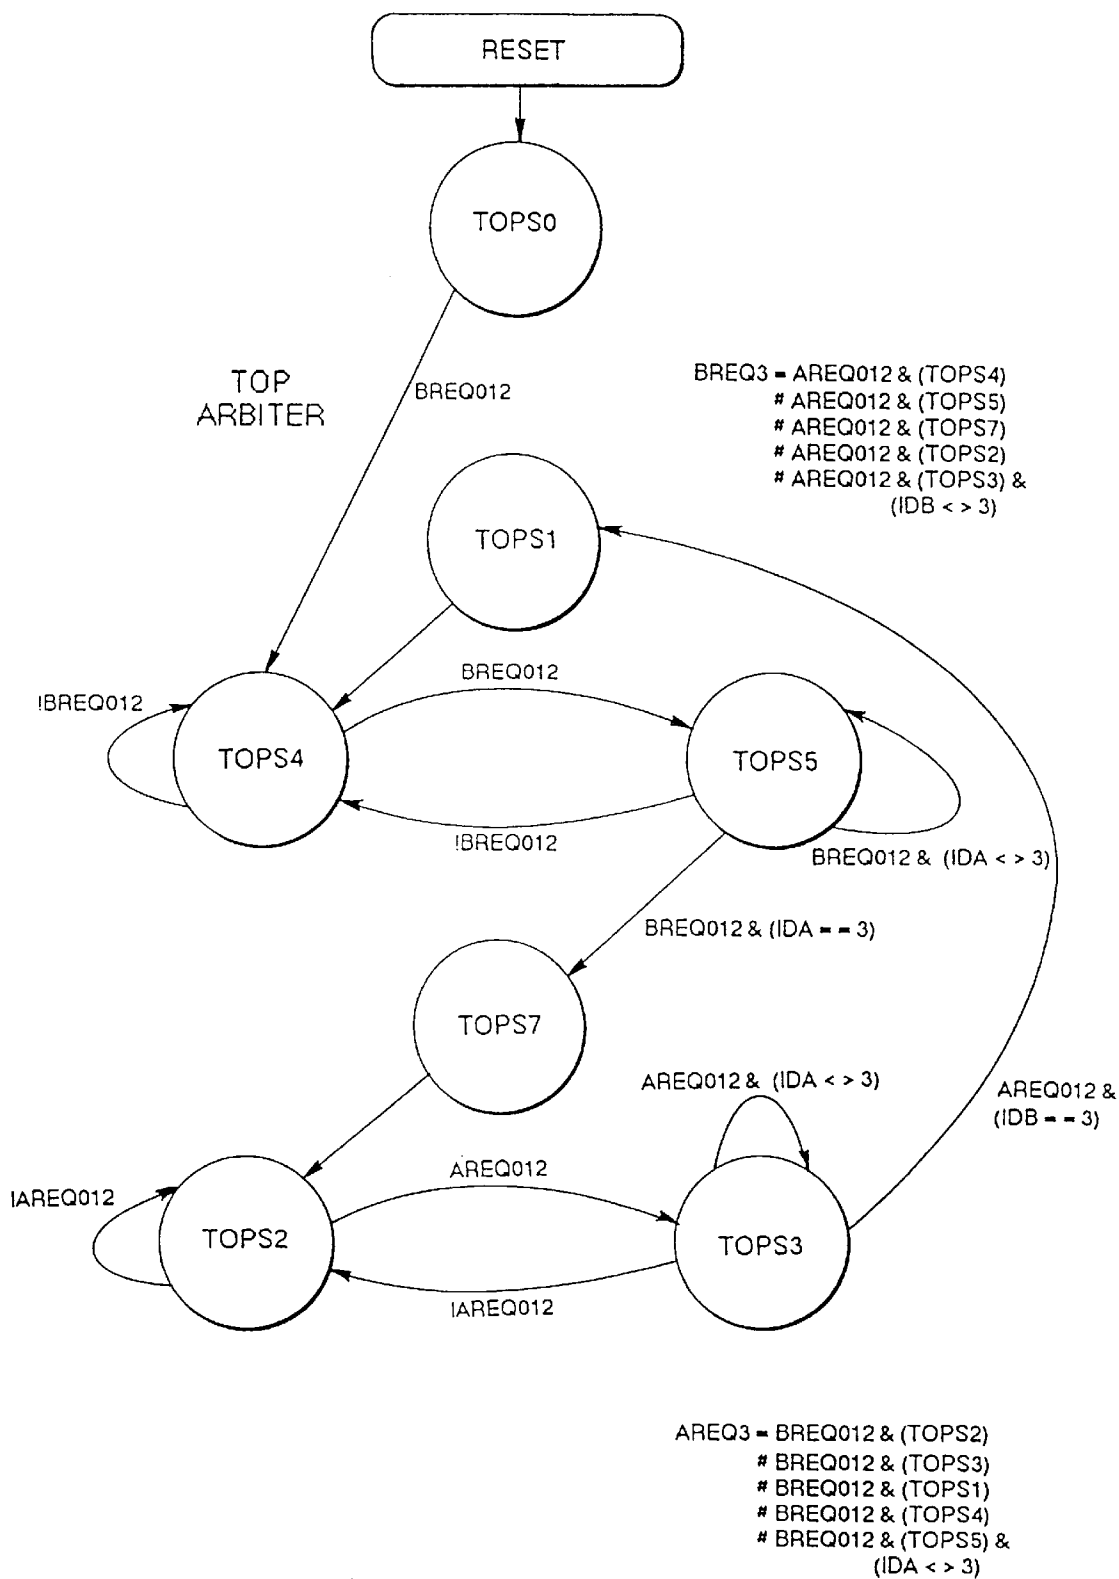 RESET
TOPS0
TOP
ARBITER
BREQ012
BREQ3 = AREQ012 & (TOPS4)
# AREQ012 & (TOPS5)
# AREQ012 & (TOPS7)
# AREQ012 & (TOPS2)
# AREQ012 & (TOPS3) &
(IDB < > 3)
TOPS1
!BREQ012
BREQ012
TOPS4
TOPS5
!BREQ012
BREQ012 & (IDA < > 3)
BREQ012 & (IDA = = 3)
TOPS7
AREQ012 & (IDA < > 3)
AREQ012 &
(IDB = = 3)
!AREQ012
AREQ012
TOPS2
TOPS3
!AREQ012
AREQ3 = BREQ012 & (TOPS2)
# BREQ012 & (TOPS3)
# BREQ012 & (TOPS1)
# BREQ012 & (TOPS4)
# BREQ012 & (TOPS5) &
(IDA < > 3)